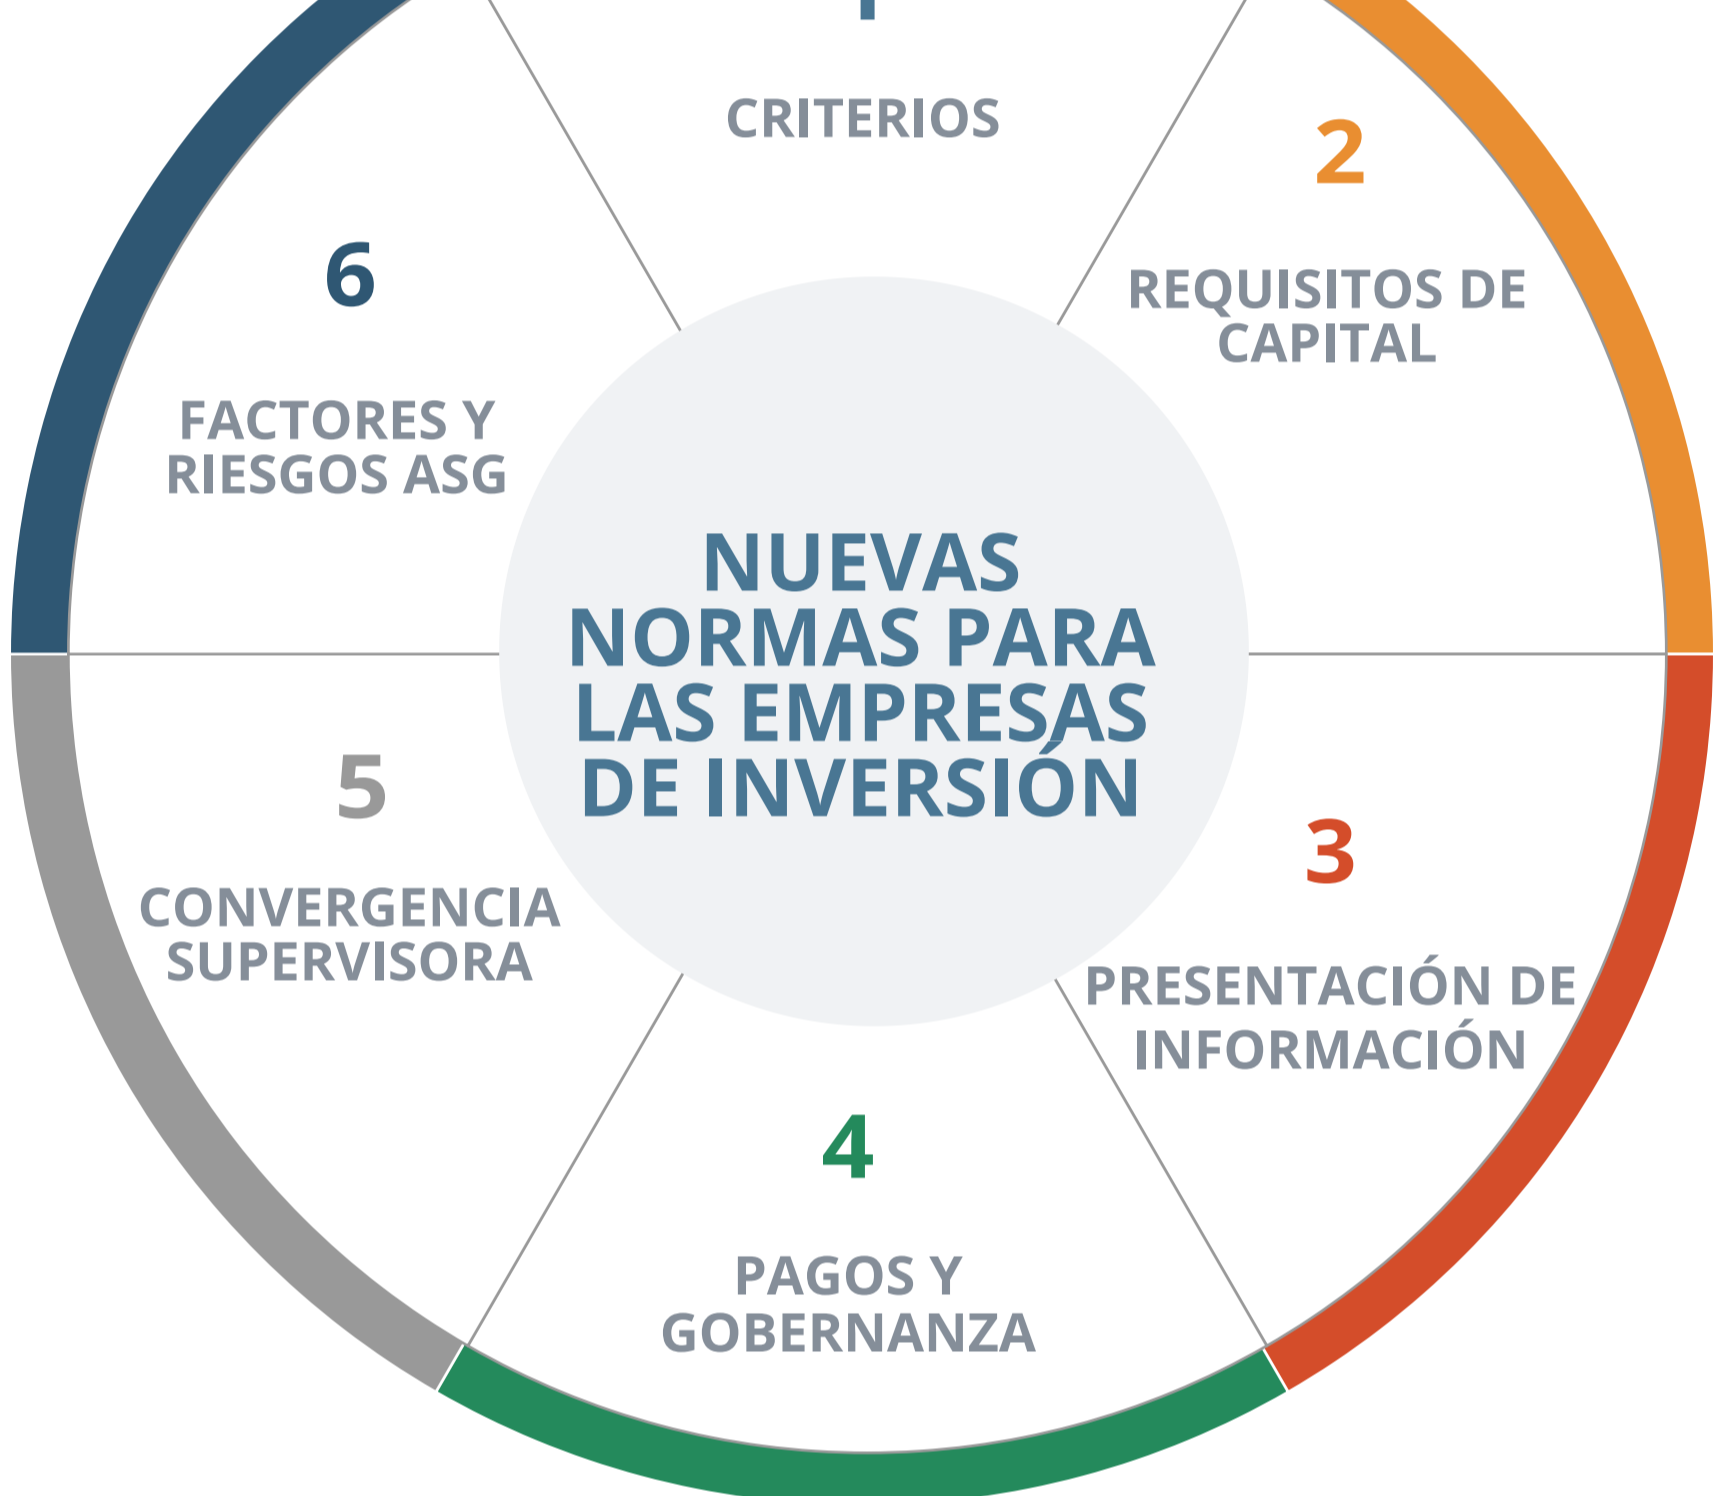 NUEVAS
NORMAS PARA
LAS EMPRESAS
DE INVERSIÓN
CRITERIOS
2
REQUISITOS DE
CAPITAL
3
PRESENTACIÓN DE
INFORMACIÓN
4
PAGOS Y
GOBERNANZA
5
CONVERGENCIA
SUPERVISORA
6
FACTORES Y
RIESGOS ASG